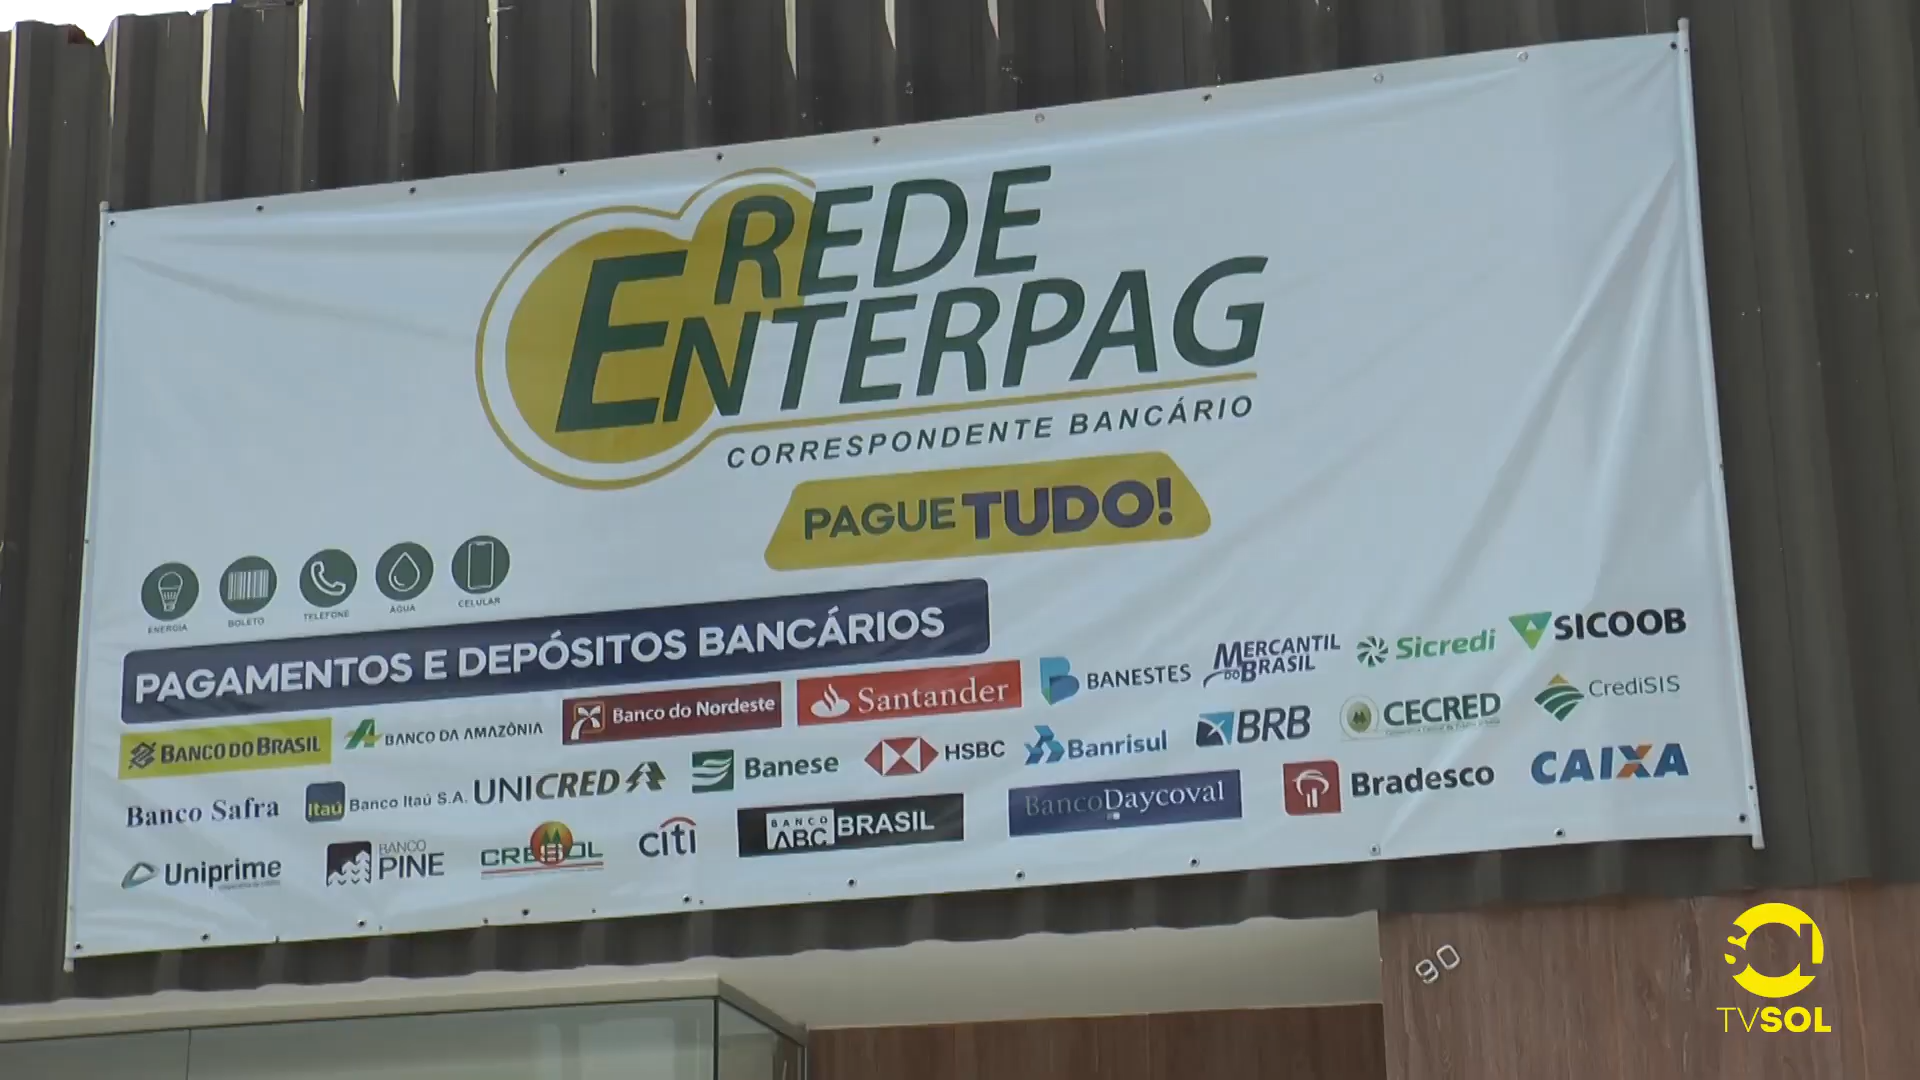 REDE
ENTERPAG
CORRESPONDENTE BANCÁRIO
PAGUE TUDO!
ENERGIA
BOLETO
TELEFONE
ÁGUA
CELULAR
PAGAMENTOS E DEPÓSITOS BANCÁRIOS
BANCO DO BRASIL
BANCO DA AMAZÔNIA
Banco do Nordeste
Santander
BANESTES
MERCANTIL
DO BRASIL
Sicredi
SICOOB
Banco Safra
Itaú
Banco Itaú S.A.
UNICRED
Banese
HSBC
Banrisul
BRB
CECRED
CrediSIS
Uniprime
BANCO
PINE
CRESOL
citi
BANCO
ABC
BRASIL
BancoDaycoval
Bradesco
CAIXA
90
TVSOL